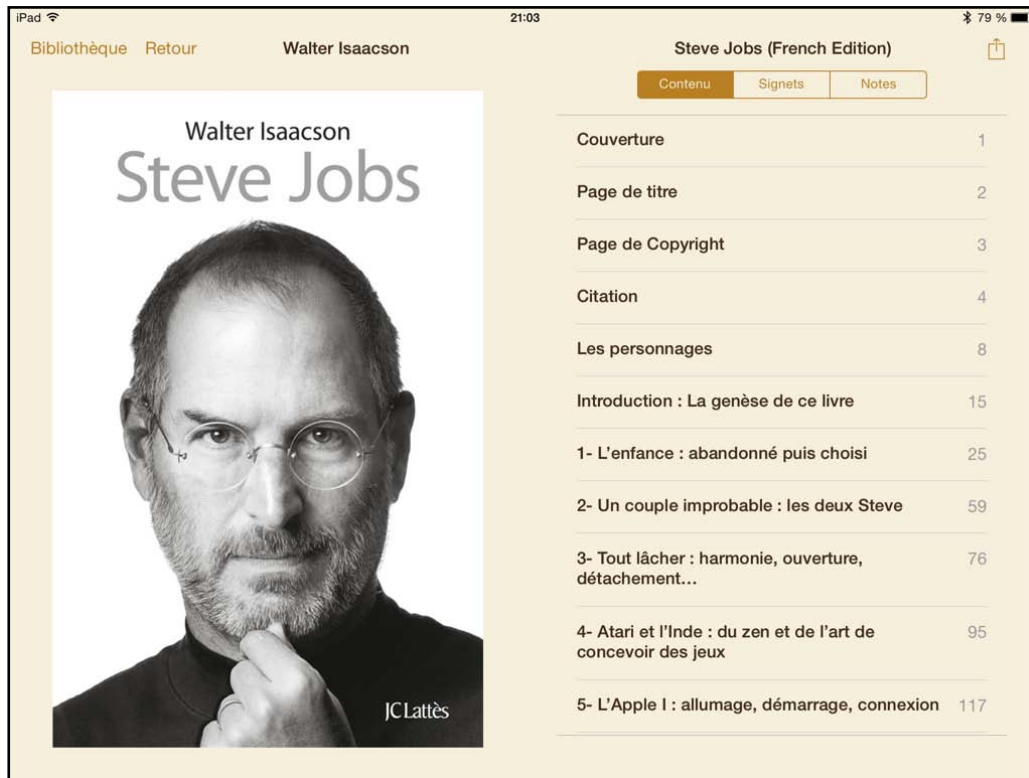 iPad
21:03
79 %
Bibliothèque
Retour
Walter Isaacson
Steve Jobs (French Edition)
Contenu
Signets
Notes
Walter Isaacson
Steve Jobs
JC Lattès
Couverture 1
Page de titre 2
Page de Copyright 3
Citation 4
Les personnages 8
Introduction : La genèse de ce livre 15
1- L’enfance : abandonné puis choisi 25
2- Un couple improbable : les deux Steve 59
3- Tout lâcher : harmonie, ouverture, 76
détachement…
4- Atari et l’Inde : du zen et de l’art de 95
concevoir des jeux
5- L’Apple I : allumage, démarrage, connexion 117